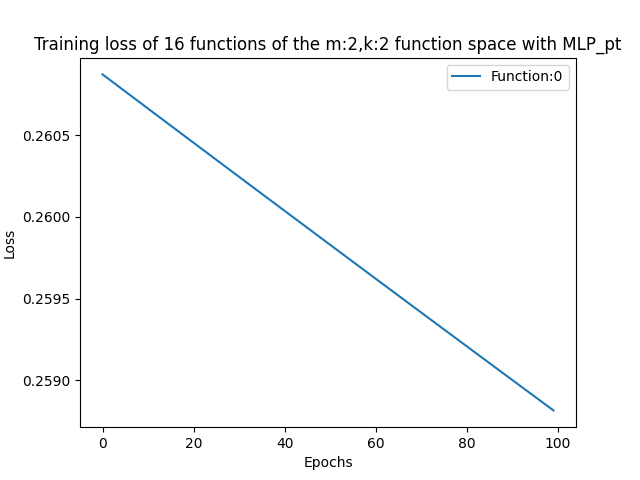 Training loss of 16 functions of the m:2,k:2 function space with MLP_pt
Function:0
0.2605
0.2600
0.2595
0.2590
Loss
0 20 40 60 80 100
Epochs